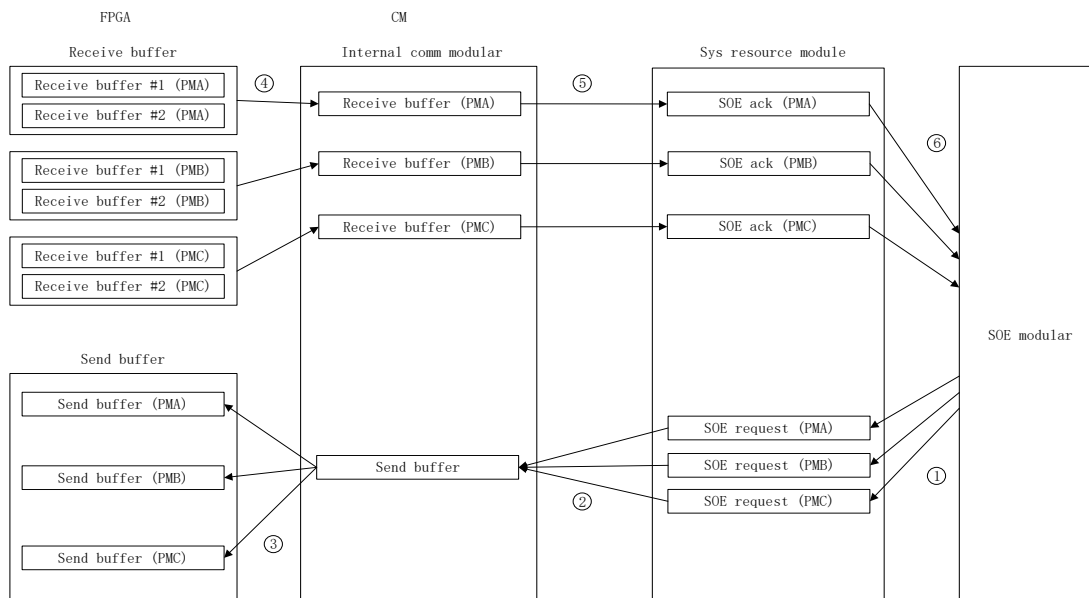 FPGA
CM
Receive buffer
Internal comm modular
Sys resource module
Receive buffer #1 (PMA)
Receive buffer #2 (PMA)
④
Receive buffer (PMA)
⑤
SOE ack (PMA)
⑥
Receive buffer #1 (PMB)
Receive buffer #2 (PMB)
Receive buffer (PMB)
SOE ack (PMB)
Receive buffer #1 (PMC)
Receive buffer #2 (PMC)
Receive buffer (PMC)
SOE ack (PMC)
SOE modular
Send buffer
Send buffer (PMA)
Send buffer (PMB)
Send buffer (PMC)
③
Send buffer
②
SOE request (PMA)
SOE request (PMB)
SOE request (PMC)
①